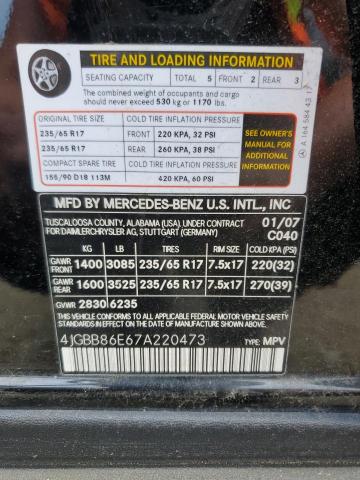 TIRE AND LOADING INFORMATION
SEATING CAPACITY TOTAL 5 FRONT 2 REAR 3
The combined weight of occupants and cargo
should never exceed 530 kg or 1170 lbs.
ORIGINAL TIRE SIZE COLD TIRE INFLATION PRESSURE
235/65 R17 FRONT 220 KPA, 32 PSI
235/65 R17 REAR 260 KPA, 38 PSI
COMPACT SPARE TIRE COLD TIRE INFLATION PRESSURE
155/90 D18 113M 420 KPA, 60 PSI
SEE OWNER'S
MANUAL FOR
ADDITIONAL
INFORMATION
A 164 584 43 17
MFD BY MERCEDES-BENZ U.S. INTL., INC
TUSCALOOSA COUNTY, ALABAMA (USA), UNDER CONTRACT 01/07
FOR DAIMLERCHRYSLER AG, STUTTGART (GERMANY) C040
KG LB TIRES RIM SIZE COLD KPA (PSI)
GAWR FRONT 1400 3085 235/65 R17 7.5x17 220(32)
GAWR REAR 1600 3525 235/65 R17 7.5x17 270(39)
GVWR 2830 6235
THIS VEHICLE CONFORMS TO ALL APPLICABLE FEDERAL
MOTOR VEHICLE SAFETY AND THEFT PREVENTION STANDARDS
IN EFFECT ON THE DATE OF MANUFACTURE SHOWN ABOVE.
4JGBB86E67A220473 TYPE: MPV